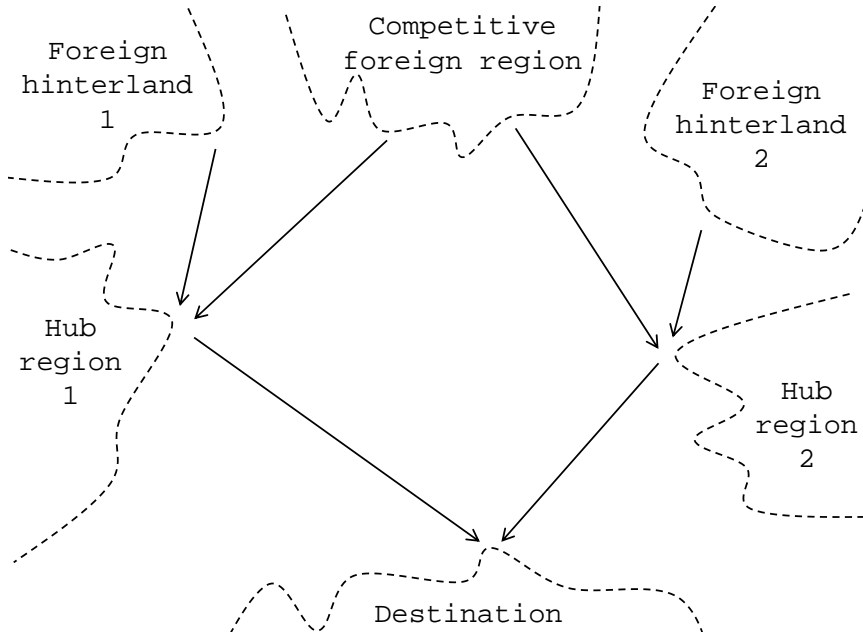 Foreign
hinterland
1
Competitive
foreign region
Foreign
hinterland
2
Hub
region
1
Hub
region
2
Destination